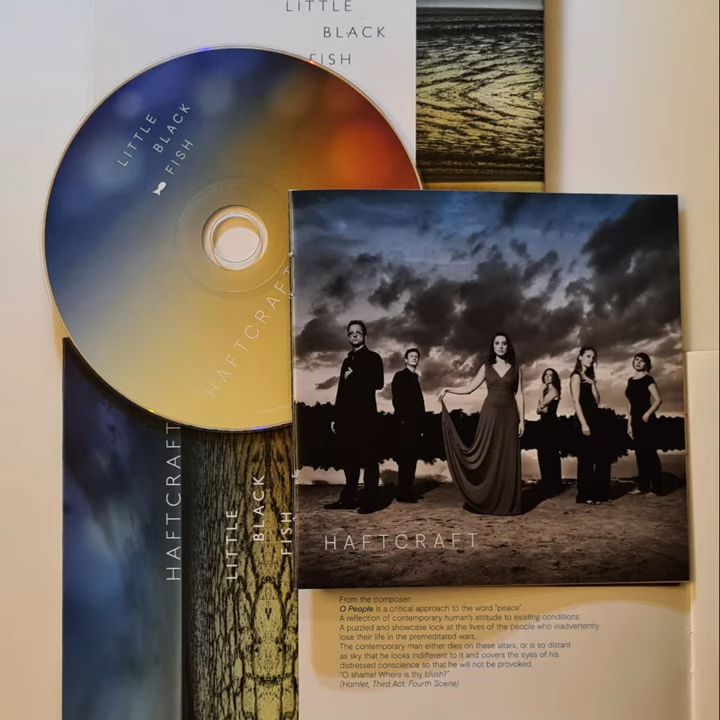 LITTLE
BLACK
FISH
LITTLE
BLACK
FISH
HAFTCRAFT
HAFTCRAFT
LITTLE
BLACK
FISH
HAFTCRAFT
From the composer:
O People is a critical approach to the word "peace".
A reflection of contemporary human's attitude to existing conditions.
A puzzled and showcase look at the lives of the people who inadvertently
lose their life in the premeditated wars.
The contemporary man either dies on these altars, or is so distant
as sky that he looks indifferent to it and covers the eyes of his
distressed conscience so that he will not be provoked.
"O shame! Where is thy blush?"
(Hamlet, Third Act, Fourth Scene)